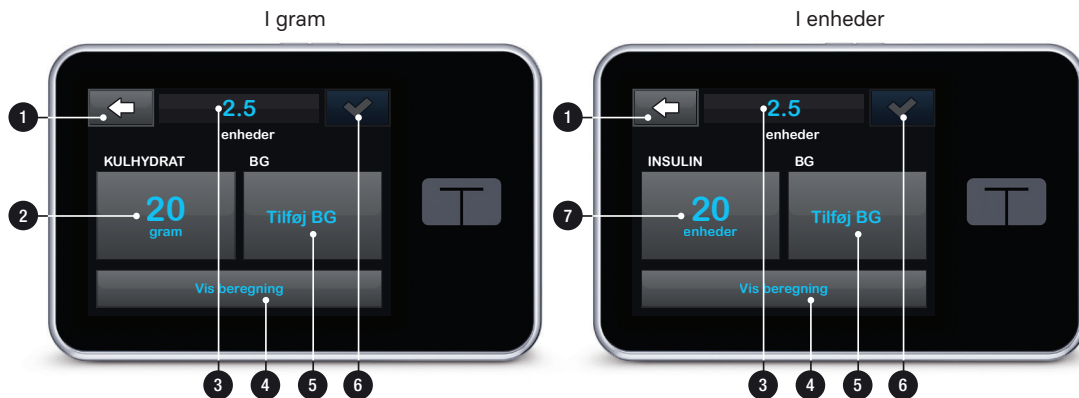 I gram
2.5
enheder
KULHYDRAT BG
20
gram
Tilføj BG
Vis beregning
1
2
3 4 5 6
I enheder
2.5
enheder
INSULIN BG
20
enheder
Tilføj BG
Vis beregning
1
7
3 4 5 6